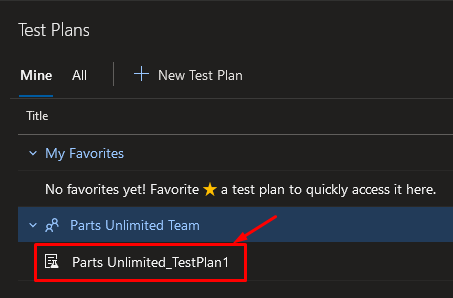 Test Plans
Mine All New Test Plan
Title
My Favorites
No favorites yet! Favorite ⭐ a test plan to quickly access it here.
Parts Unlimited Team
Parts Unlimited_TestPlan1